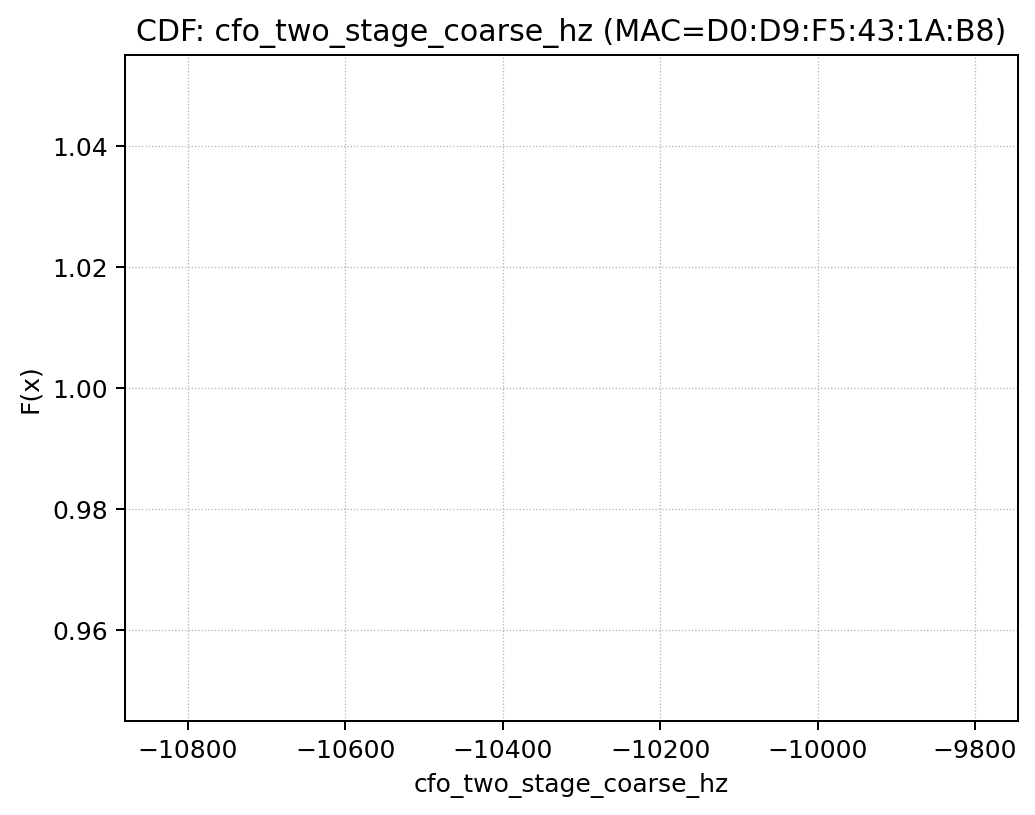 CDF: cfo_two_stage_coarse_hz (MAC=D0:D9:F5:43:1A:B8)
1.04
1.02
1.00
0.98
0.96
F(x)
−10800 −10600 −10400 −10200 −10000 −9800
cfo_two_stage_coarse_hz